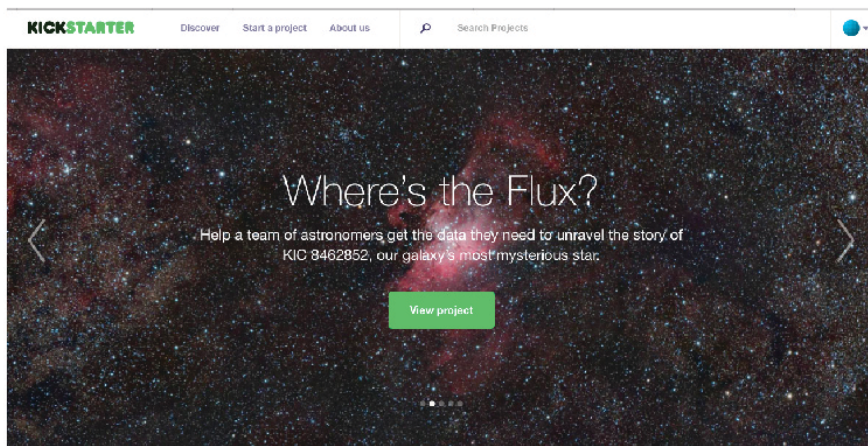 KICKSTARTER Discover Start a project About us Search Projects
Where's the Flux?
Help a team of astronomers get the data they need to unravel the story of
KIC 8462852, our galaxy's most mysterious star.
View project